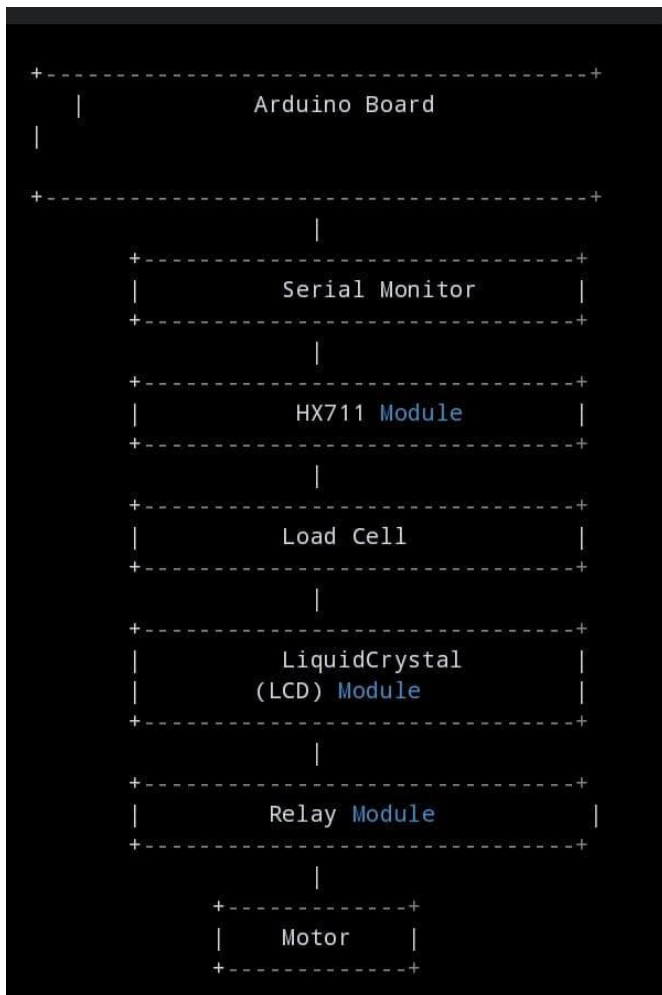 +---------------------------------------+
| Arduino Board
|
+---------------------------------------+
|
+-------------------------------+
| Serial Monitor |
+-------------------------------+
|
+-------------------------------+
| HX711 Module |
+-------------------------------+
|
+-------------------------------+
| Load Cell |
+-------------------------------+
|
+-------------------------------+
| LiquidCrystal |
| (LCD) Module |
+-------------------------------+
|
+-------------------------------+
| Relay Module |
+-------------------------------+
|
+-------------+
| Motor |
+-------------+